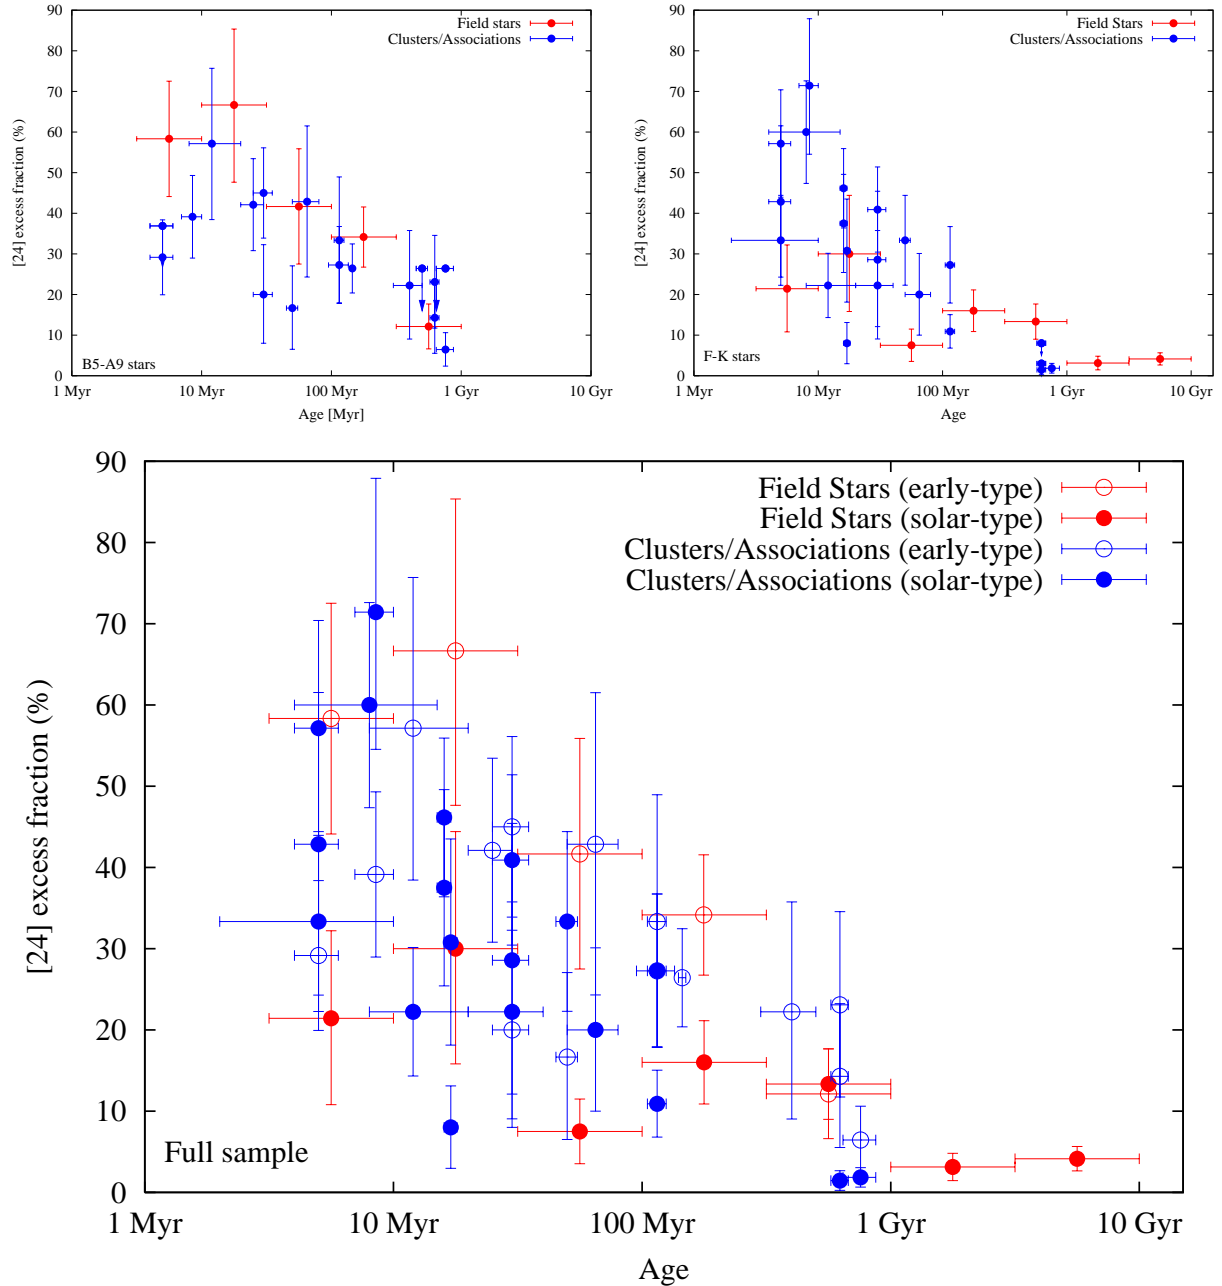 Field stars
Clusters/Associations
[24] excess fraction (%)
90
80
70
60
50
40
30
20
10
0
B5-A9 stars
1 Myr
10 Myr
100 Myr
1 Gyr
10 Gyr
Age [Myr]
Field Stars
Clusters/Associations
[24] excess fraction (%)
90
80
70
60
50
40
30
20
10
0
F-K stars
1 Myr
10 Myr
100 Myr
1 Gyr
10 Gyr
Age
Field Stars (early-type)
Field Stars (solar-type)
Clusters/Associations (early-type)
Clusters/Associations (solar-type)
[24] excess fraction (%)
90
80
70
60
50
40
30
20
10
0
Full sample
1 Myr
10 Myr
100 Myr
1 Gyr
10 Gyr
Age